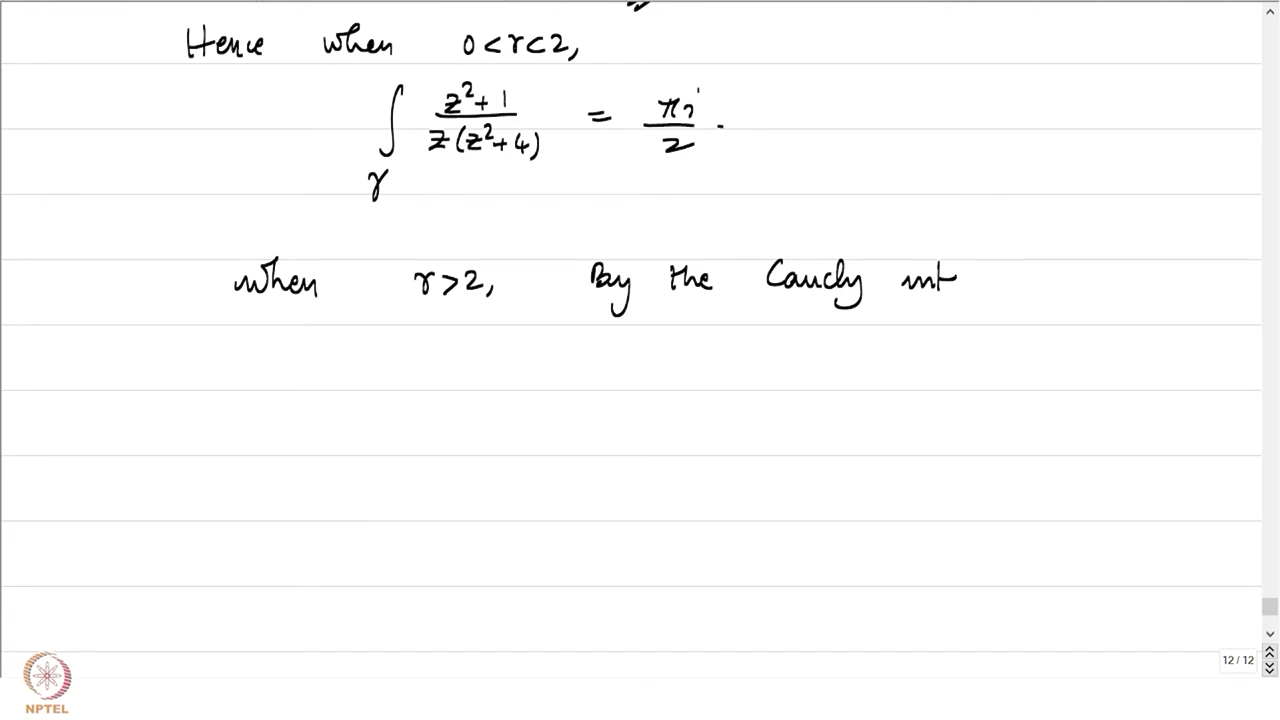 Hence when 0<r<2,
∫_γ (z²+1)/(z(z²+4)) = πi/2.
when r>2, By the Cauchy int
12 / 12
NPTEL